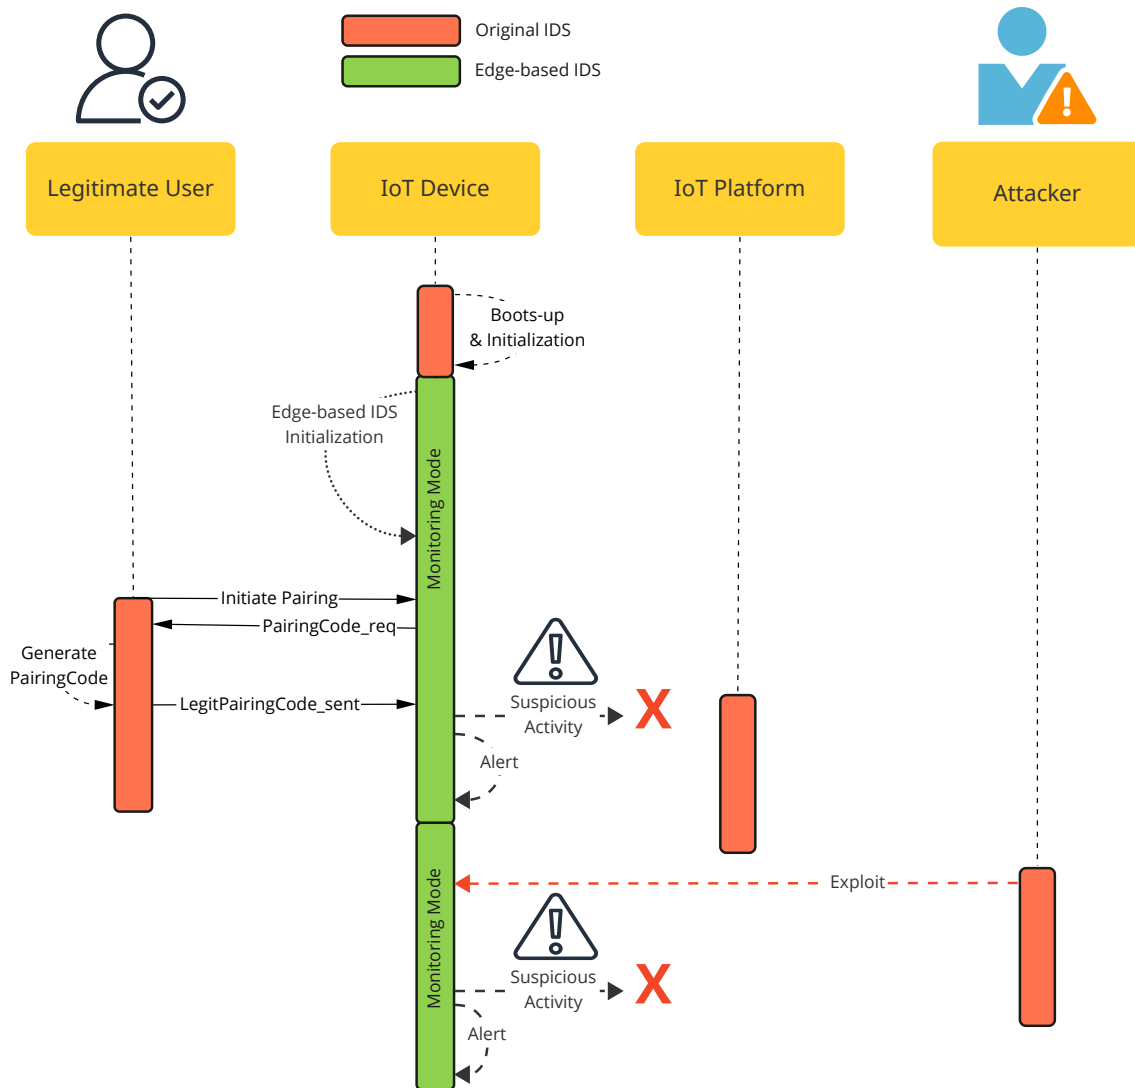 Original IDS
Edge-based IDS
Legitimate User
IoT Device
IoT Platform
Attacker
Boots-up
& Initialization
Edge-based IDS
Initialization
Monitoring Mode
Initiate Pairing
PairingCode_req
Generate
PairingCode
LegitPairingCode_sent
Suspicious
Activity
X
Alert
Monitoring Mode
Exploit
Suspicious
Activity
X
Alert